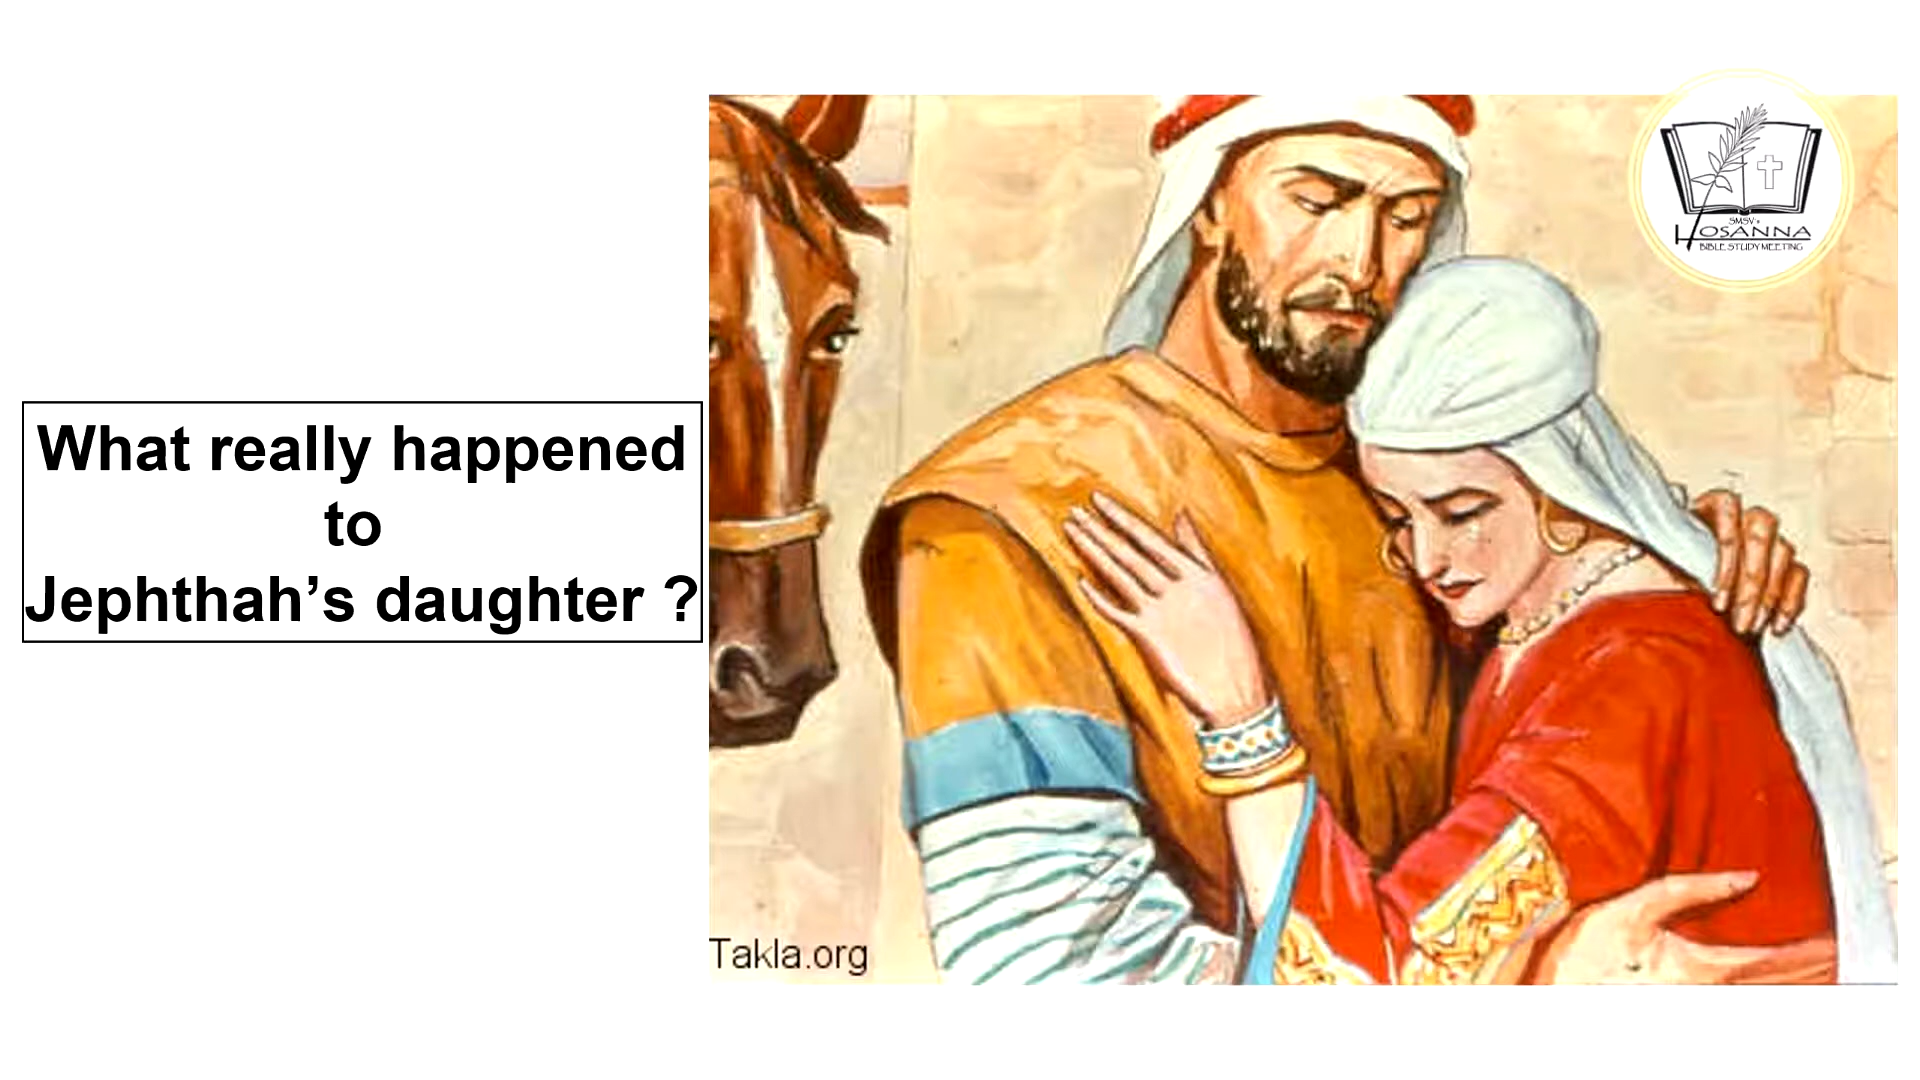 What really happened
to
Jephthah’s daughter ?
SMSV's
HOSANNA
BIBLE STUDY MEETING
Takla.org